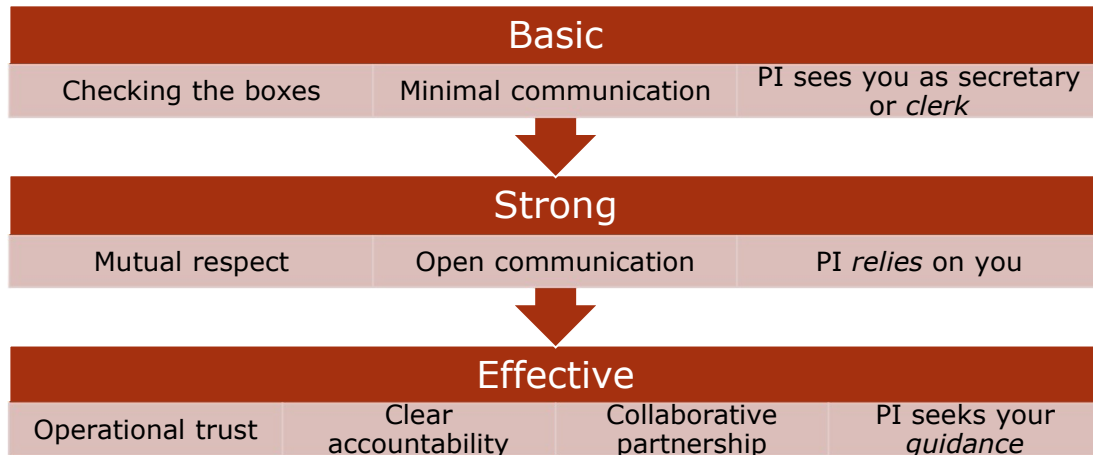 Basic
Checking the boxes
Minimal communication
PI sees you as secretary
or clerk
Strong
Mutual respect
Open communication
PI relies on you
Effective
Operational trust
Clear
accountability
Collaborative
partnership
PI seeks your
guidance